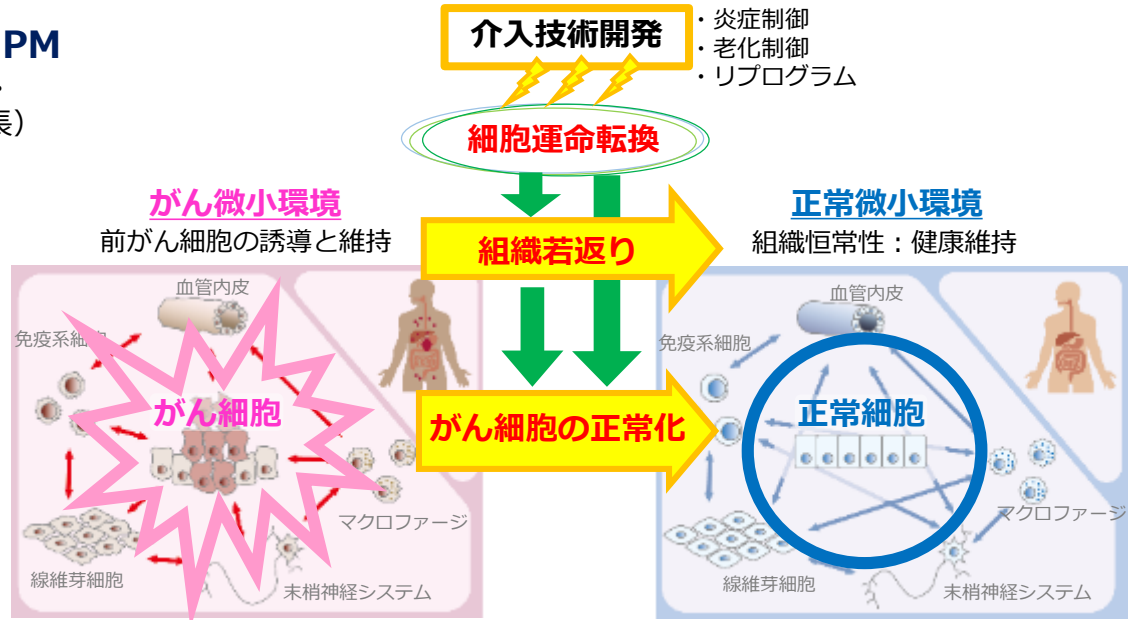 PM
長）
介入技術開発
・炎症制御
・老化制御
・リプログラム
細胞運命転換
がん微小環境
前がん細胞の誘導と維持
組織若返り
正常微小環境
組織恒常性：健康維持
血管内皮
免疫系細胞
がん細胞
マクロファージ
線維芽細胞
末梢神経システム
がん細胞の正常化
血管内皮
免疫系細胞
正常細胞
マクロファージ
線維芽細胞
末梢神経システム